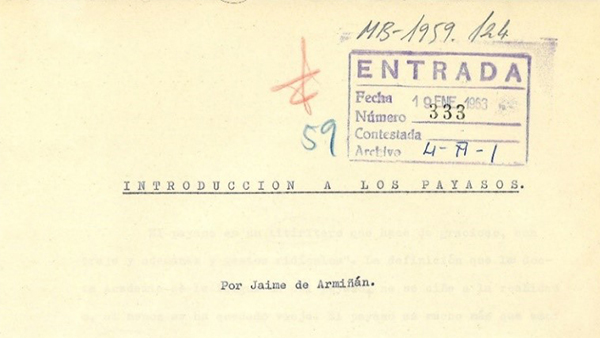 MB-1959. 124
ENTRADA
Fecha 19 ENE. 1963
Número 333
Contestada
Archivo 4-A-1
59
INTRODUCCION A LOS PAYASOS.
Por Jaime de Armiñán.